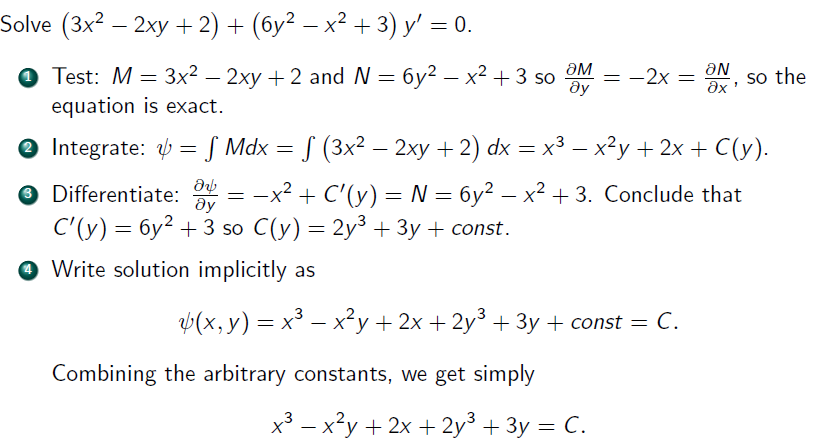 Solve (3x² − 2xy + 2) + (6y² − x² + 3) y′ = 0.
1 Test: M = 3x² − 2xy + 2 and N = 6y² − x² + 3 so ∂M/∂y = −2x = ∂N/∂x, so the
equation is exact.
2 Integrate: ψ = ∫ Mdx = ∫ (3x² − 2xy + 2) dx = x³ − x²y + 2x + C(y).
3 Differentiate: ∂ψ/∂y = −x² + C′(y) = N = 6y² − x² + 3. Conclude that
C′(y) = 6y² + 3 so C(y) = 2y³ + 3y + const.
4 Write solution implicitly as
ψ(x, y) = x³ − x²y + 2x + 2y³ + 3y + const = C.
Combining the arbitrary constants, we get simply
x³ − x²y + 2x + 2y³ + 3y = C.